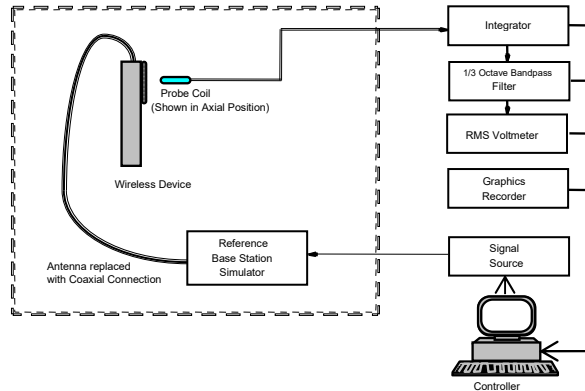 Integrator
1/3 Octave Bandpass
Filter
RMS Voltmeter
Graphics
Recorder
Signal
Source
Controller
Probe Coil
(Shown in Axial Position)
Wireless Device
Reference
Base Station
Simulator
Antenna replaced
with Coaxial Connection